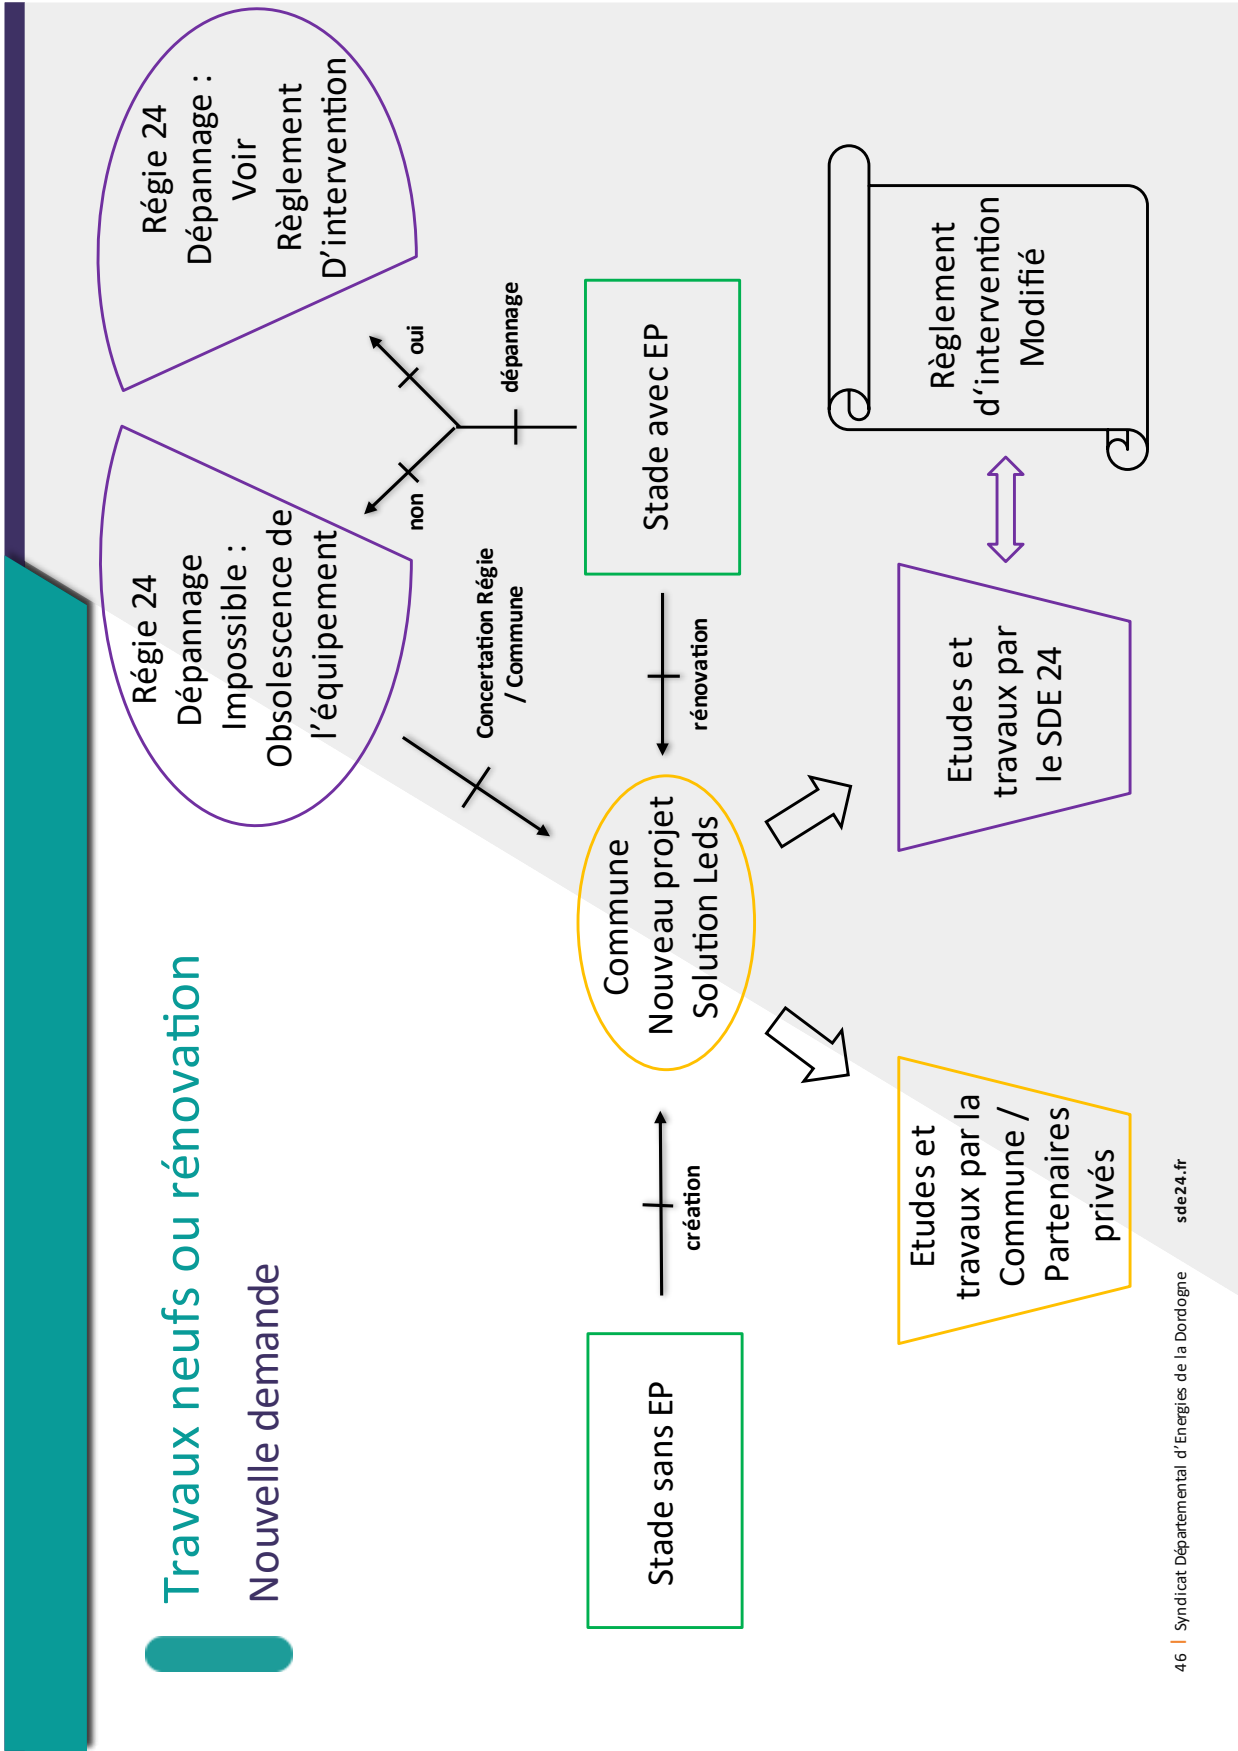 Travaux neufs ou rénovation
Nouvelle demande
Régie 24
Dépannage
Impossible :
Obsolescence de
l'équipement
Régie 24
Dépannage :
Voir
Règlement
D'intervention
non
oui
dépannage
Concertation Régie
/ Commune
Stade sans EP
création
Commune
Nouveau projet
Solution Leds
rénovation
Stade avec EP
Etudes et
travaux par la
Commune /
Partenaires
privés
Etudes et
travaux par
le SDE 24
Règlement
d'intervention
Modifié
46 | Syndicat Départemental d'Energies de la Dordogne sde24.fr